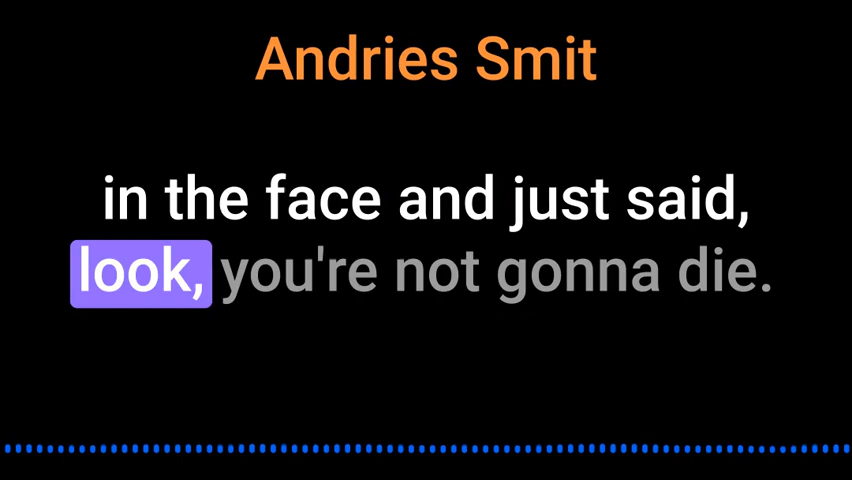 Andries Smit
in the face and just said,
look, you're not gonna die.